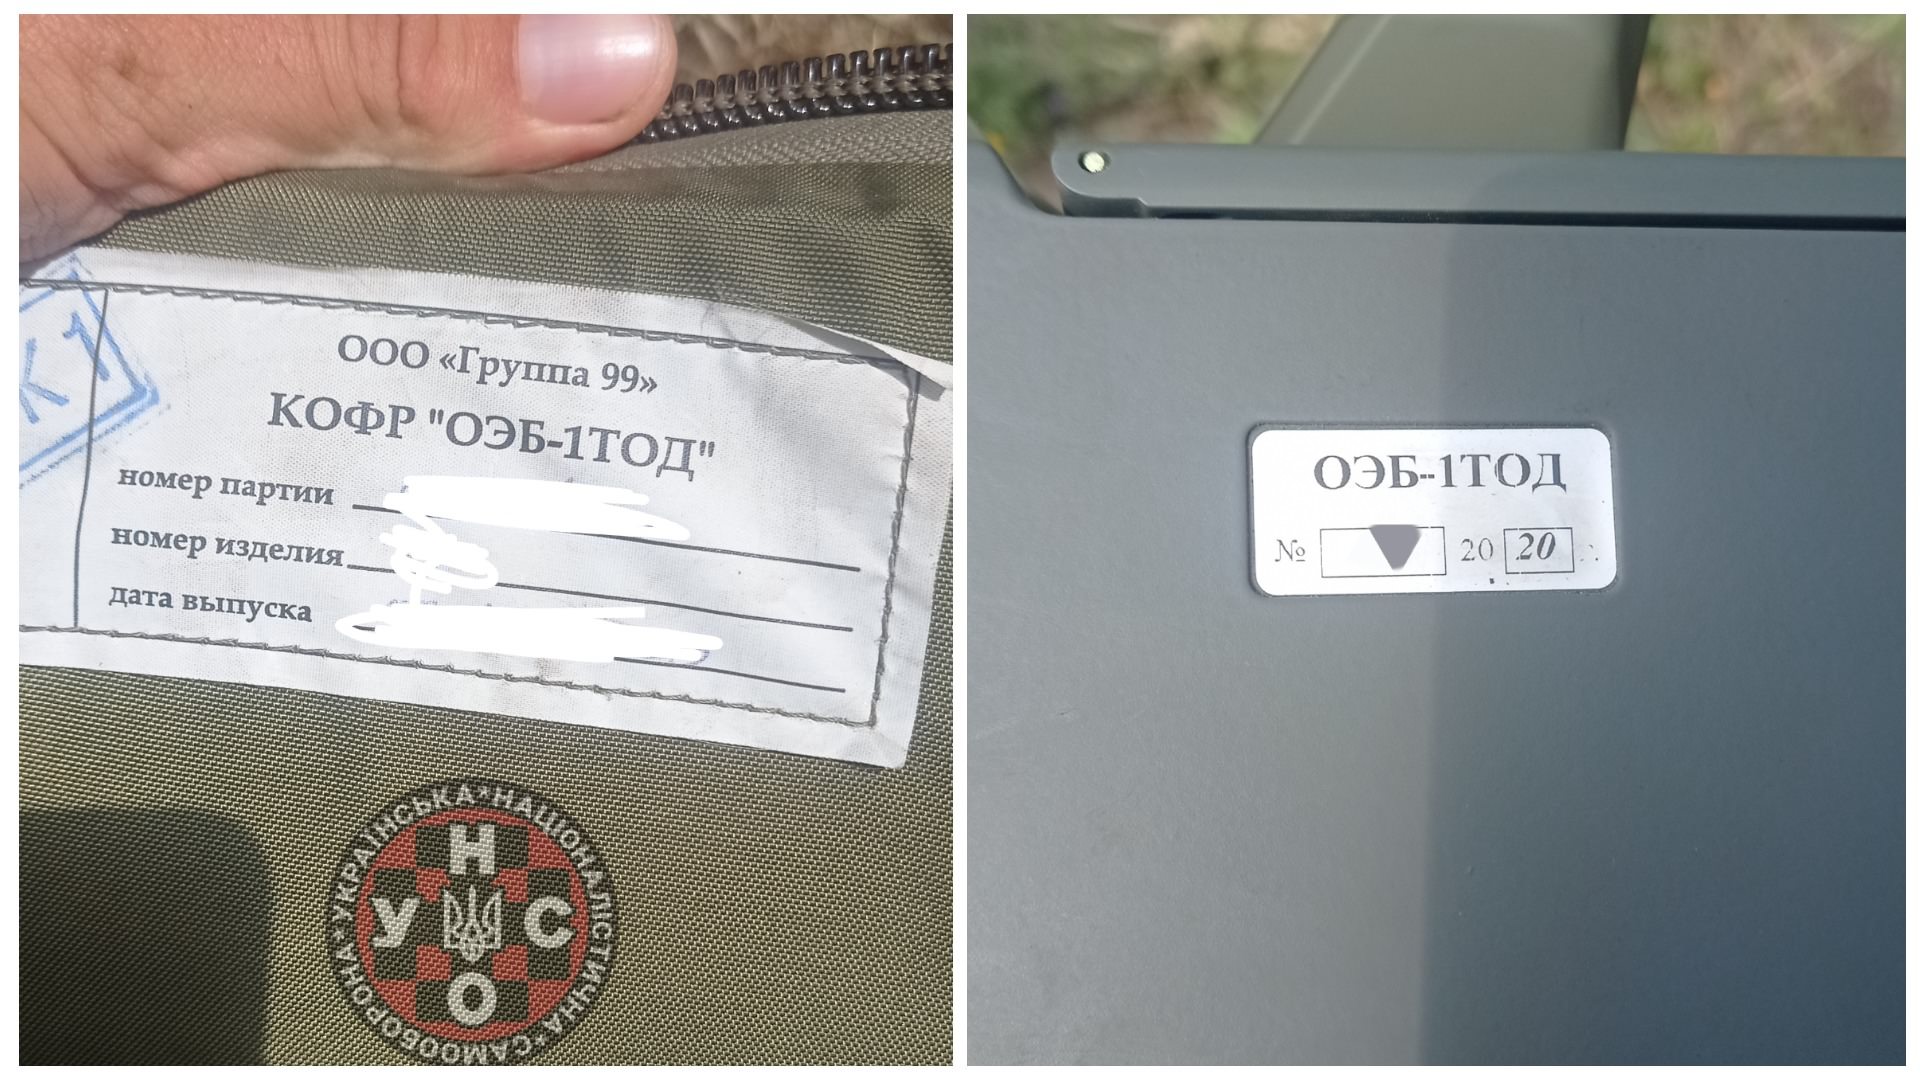 К1
ООО «Группа 99»
КОФР "ОЭБ-1ТОД"
номер партии
номер изделия
дата выпуска
УКРАЇНСЬКА*НАЦІОНАЛІСТИЧНА*САМООБОРОНА*
Н
У С
О
ОЭБ-1ТОД
№ 20 20